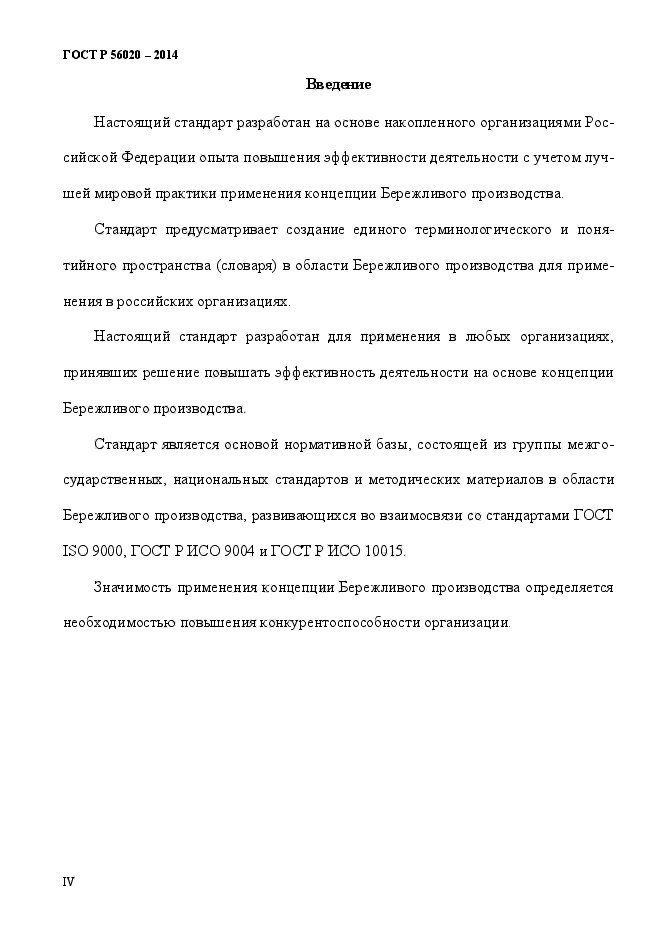 ГОСТ Р 56020 – 2014
Введение
Настоящий стандарт разработан на основе накопленного организациями Рос-
сийской Федерации опыта повышения эффективности деятельности с учетом луч-
шей мировой практики применения концепции Бережливого производства.
Стандарт предусматривает создание единого терминологического и поня-
тийного пространства (словаря) в области Бережливого производства для приме-
нения в российских организациях.
Настоящий стандарт разработан для применения в любых организациях,
принявших решение повышать эффективность деятельности на основе концепции
Бережливого производства.
Стандарт является основой нормативной базы, состоящей из группы межго-
сударственных, национальных стандартов и методических материалов в области
Бережливого производства, развивающихся во взаимосвязи со стандартами ГОСТ
ISO 9000, ГОСТ Р ИСО 9004 и ГОСТ Р ИСО 10015.
Значимость применения концепции Бережливого производства определяется
необходимостью повышения конкурентоспособности организации.
IV